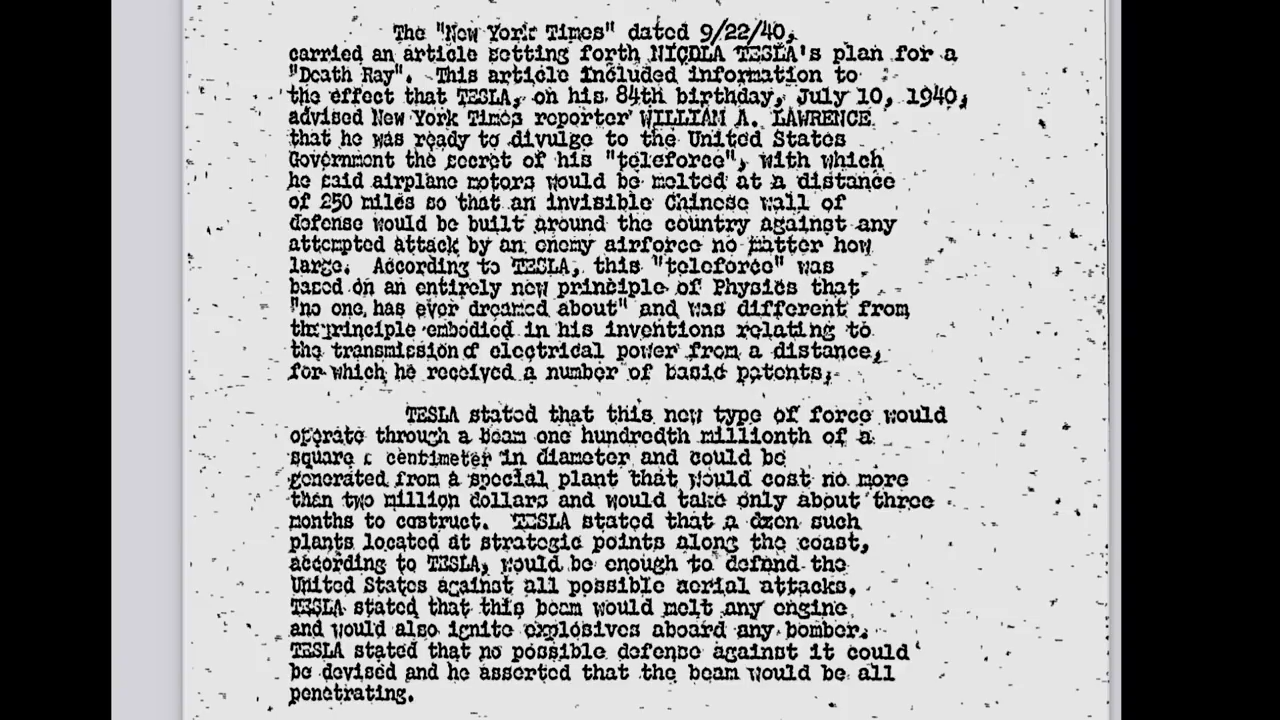 The "New York Times" dated 9/22/40,
carried an article setting forth NICOLA TESLA's plan for a
"Death Ray". This article included information to
the effect that TESLA, on his 84th birthday, July 10, 1940,
advised New York Times reporter WILLIAM A. LAWRENCE
that he was ready to divulge to the United States
Government the secret of his "teleforce", with which
he said airplane motors would be melted at a distance
of 250 miles so that an invisible Chinese wall of
defense would be built around the country against any
attempted attack by an enemy airforce no matter how
large. According to TESLA, this "teleforce" was
based on an entirely new principle of Physics that
"no one has ever dreamed about" and was different from
the principle embodied in his inventions relating to
the transmission of electrical power from a distance,
for which he received a number of basic patents.

TESLA stated that this new type of force would
operate through a beam one hundredth millionth of a
square centimeter in diameter and could be
generated from a special plant that would cost no more
than two million dollars and would take only about three
months to costruct. TESLA stated that a dzen such
plants located at strategic points along the coast,
according to TESLA, would be enough to defend the
United States against all possible aerial attacks.
TESLA stated that this beam would melt any engine
and would also ignite explosives aboard any bomber.
TESLA stated that no possible defense against it could
be devised and he asserted that the beam would be all
penetrating.